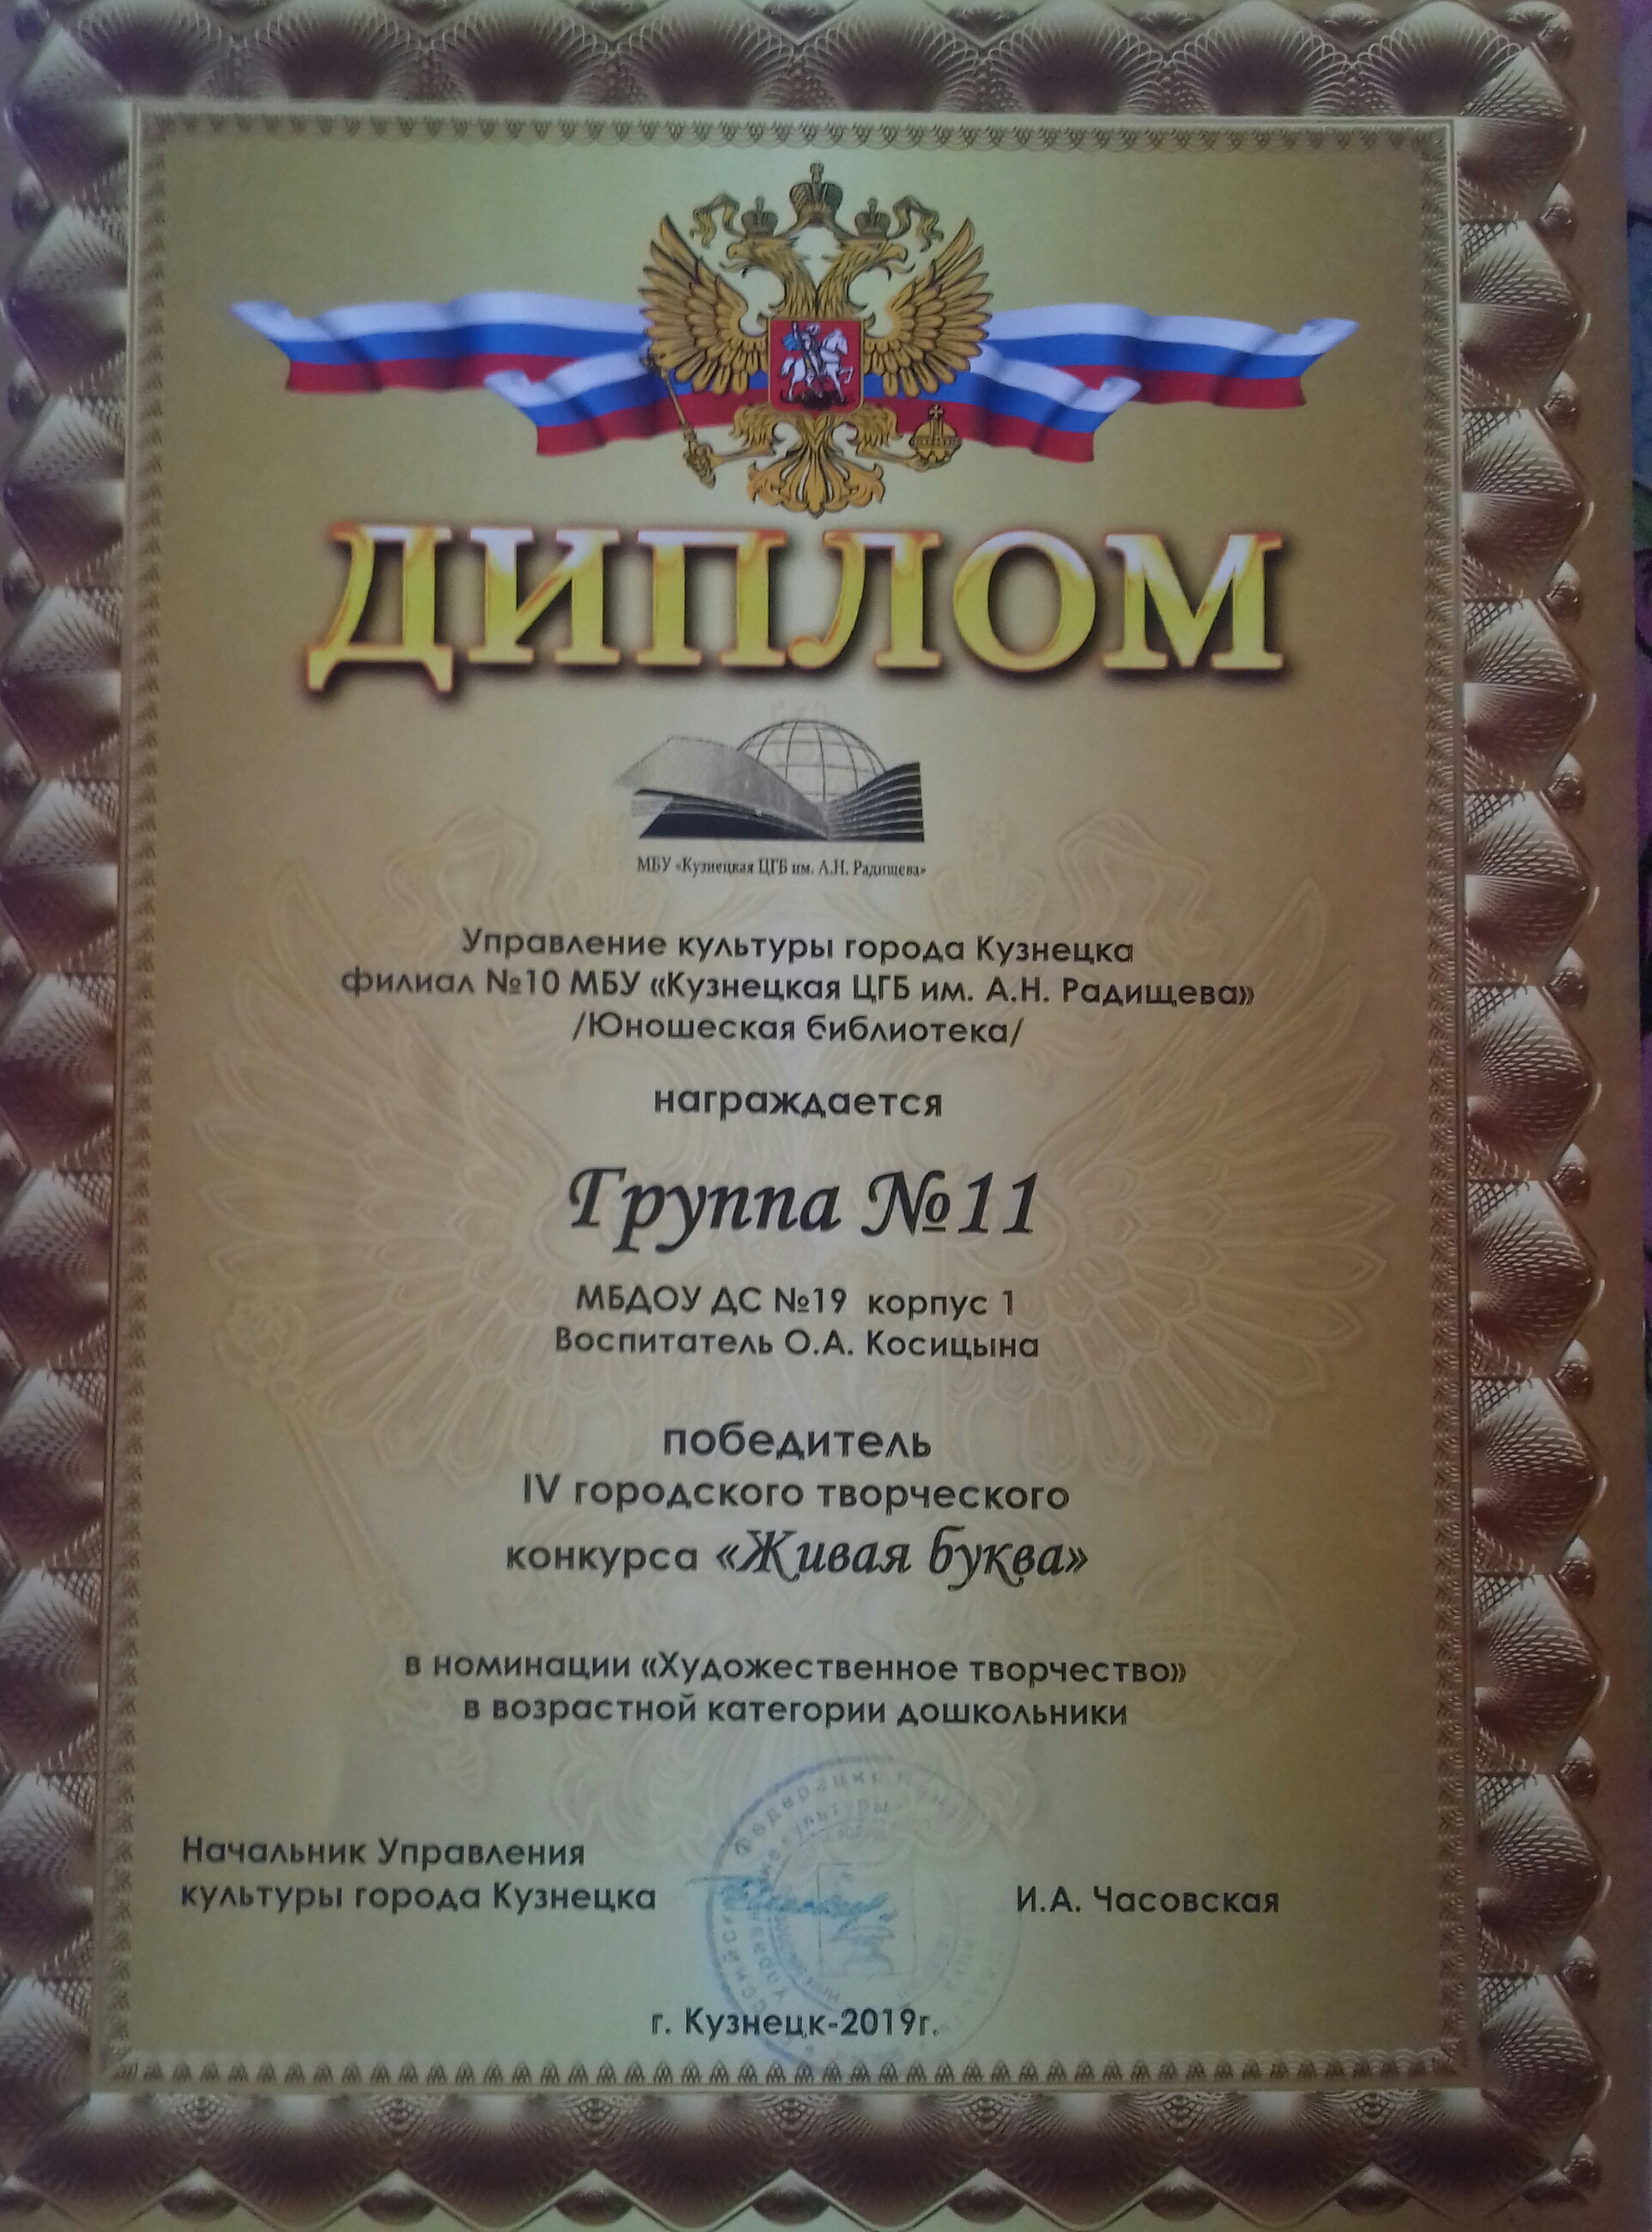 ДИПЛОМ
МБУ «Кузнецкая ЦГБ им. А.Н. Радищева»
Управление культуры города Кузнецка
филиал №10 МБУ «Кузнецкая ЦГБ им. А.Н. Радищева»
/Юношеская библиотека/
награждается
Группа №11
МБДОУ ДС №19 корпус 1
Воспитатель О.А. Косицына
победитель
IV городского творческого
конкурса «Живая буква»
в номинации «Художественное творчество»
в возрастной категории дошкольники
Начальник Управления
культуры города Кузнецка
И.А. Часовская
г. Кузнецк-2019г.